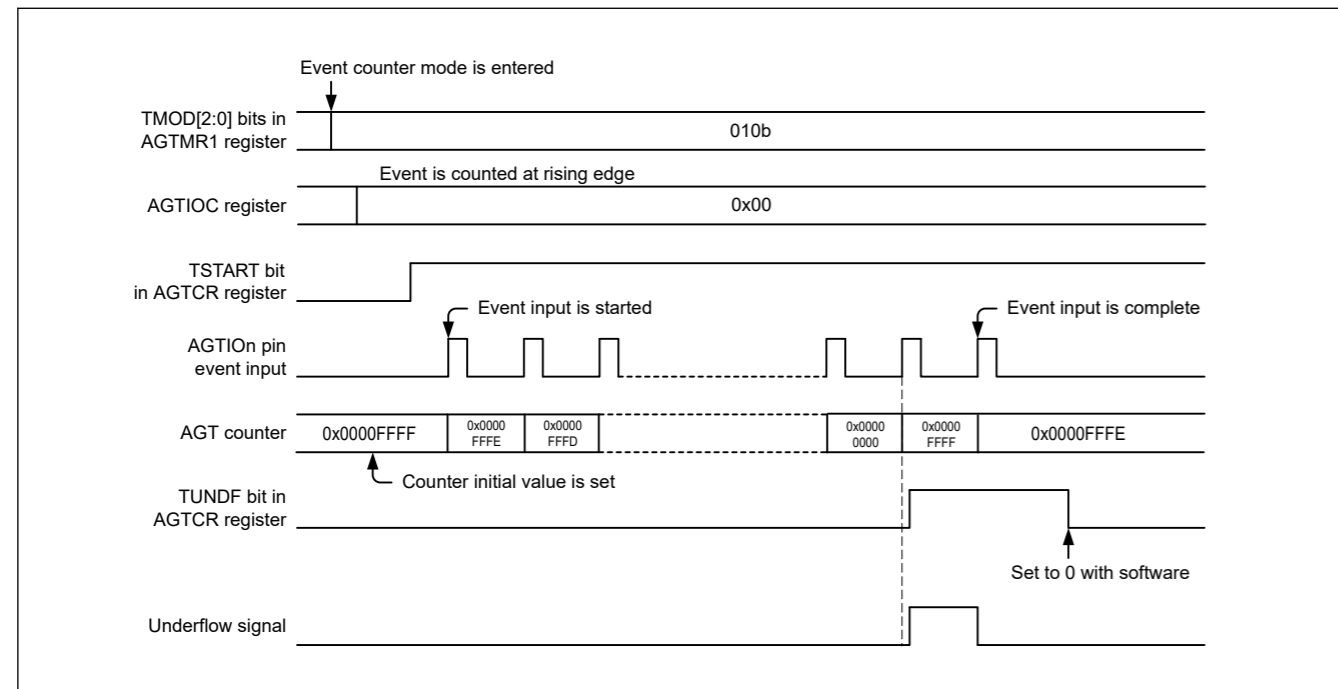 Event counter mode is entered
TMOD[2:0] bits in
AGTMR1 register
010b
Event is counted at rising edge
AGTIOC register
0x00
TSTART bit
in AGTCR register
Event input is started
Event input is complete
AGTIOn pin
event input
AGT counter
0x0000FFFF
0x0000
FFFE
0x0000
FFFD
0x0000
0000
0x0000
FFFF
0x0000FFFE
Counter initial value is set
TUNDF bit in
AGTCR register
Set to 0 with software
Underflow signal